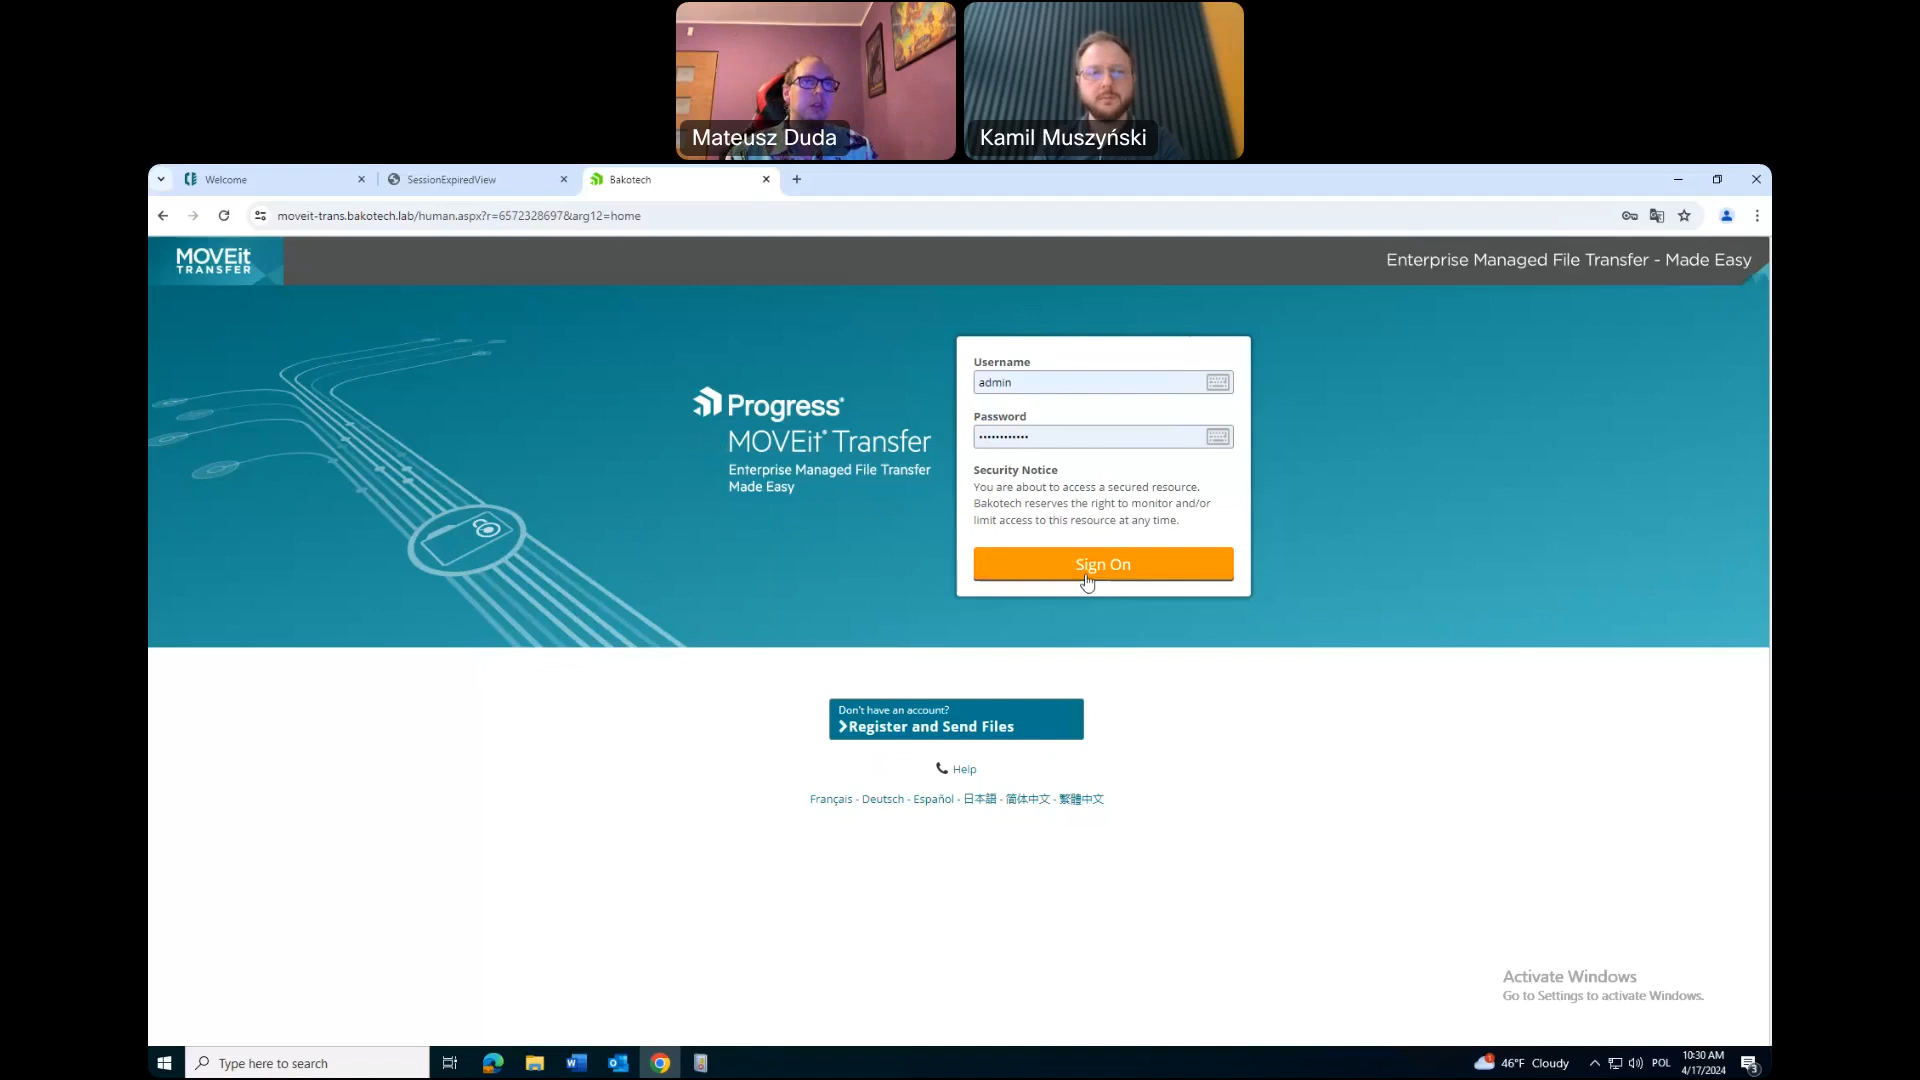 Mateusz Duda
Kamil Muszyński
Welcome
SessionExpiredView
Bakotech
moveit-trans.bakotech.lab/human.aspx?r=6572328697&arg12=home
MOVEit
TRANSFER
Enterprise Managed File Transfer - Made Easy
Progress
MOVEit® Transfer
Enterprise Managed File Transfer
Made Easy
Username
admin
Password
••••••••••••
Security Notice
You are about to access a secured resource.
Bakotech reserves the right to monitor and/or
limit access to this resource at any time.
Sign On
Don't have an account?
Register and Send Files
Help
Français - Deutsch - Español - 日本語 - 简体中文 - 繁體中文
Activate Windows
Go to Settings to activate Windows.
Type here to search
46°F Cloudy
POL
10:30 AM
4/17/2024
3